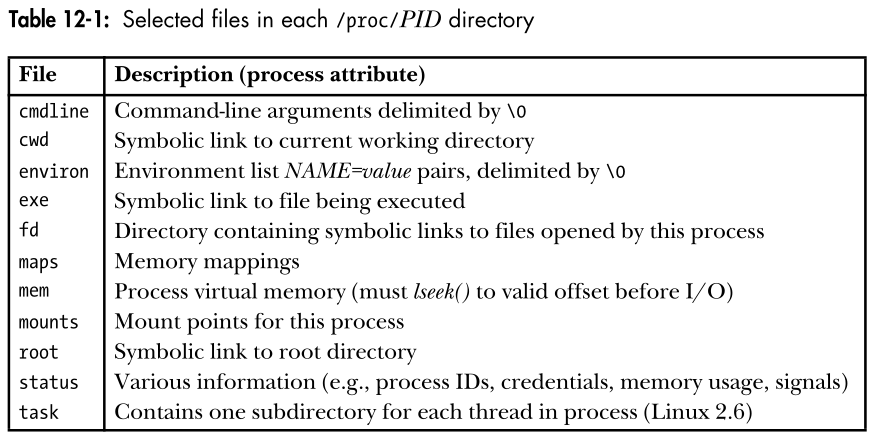 Table 12-1: Selected files in each /proc/PID directory
File Description (process attribute)
cmdline Command-line arguments delimited by \0
cwd Symbolic link to current working directory
environ Environment list NAME=value pairs, delimited by \0
exe Symbolic link to file being executed
fd Directory containing symbolic links to files opened by this process
maps Memory mappings
mem Process virtual memory (must lseek() to valid offset before I/O)
mounts Mount points for this process
root Symbolic link to root directory
status Various information (e.g., process IDs, credentials, memory usage, signals)
task Contains one subdirectory for each thread in process (Linux 2.6)